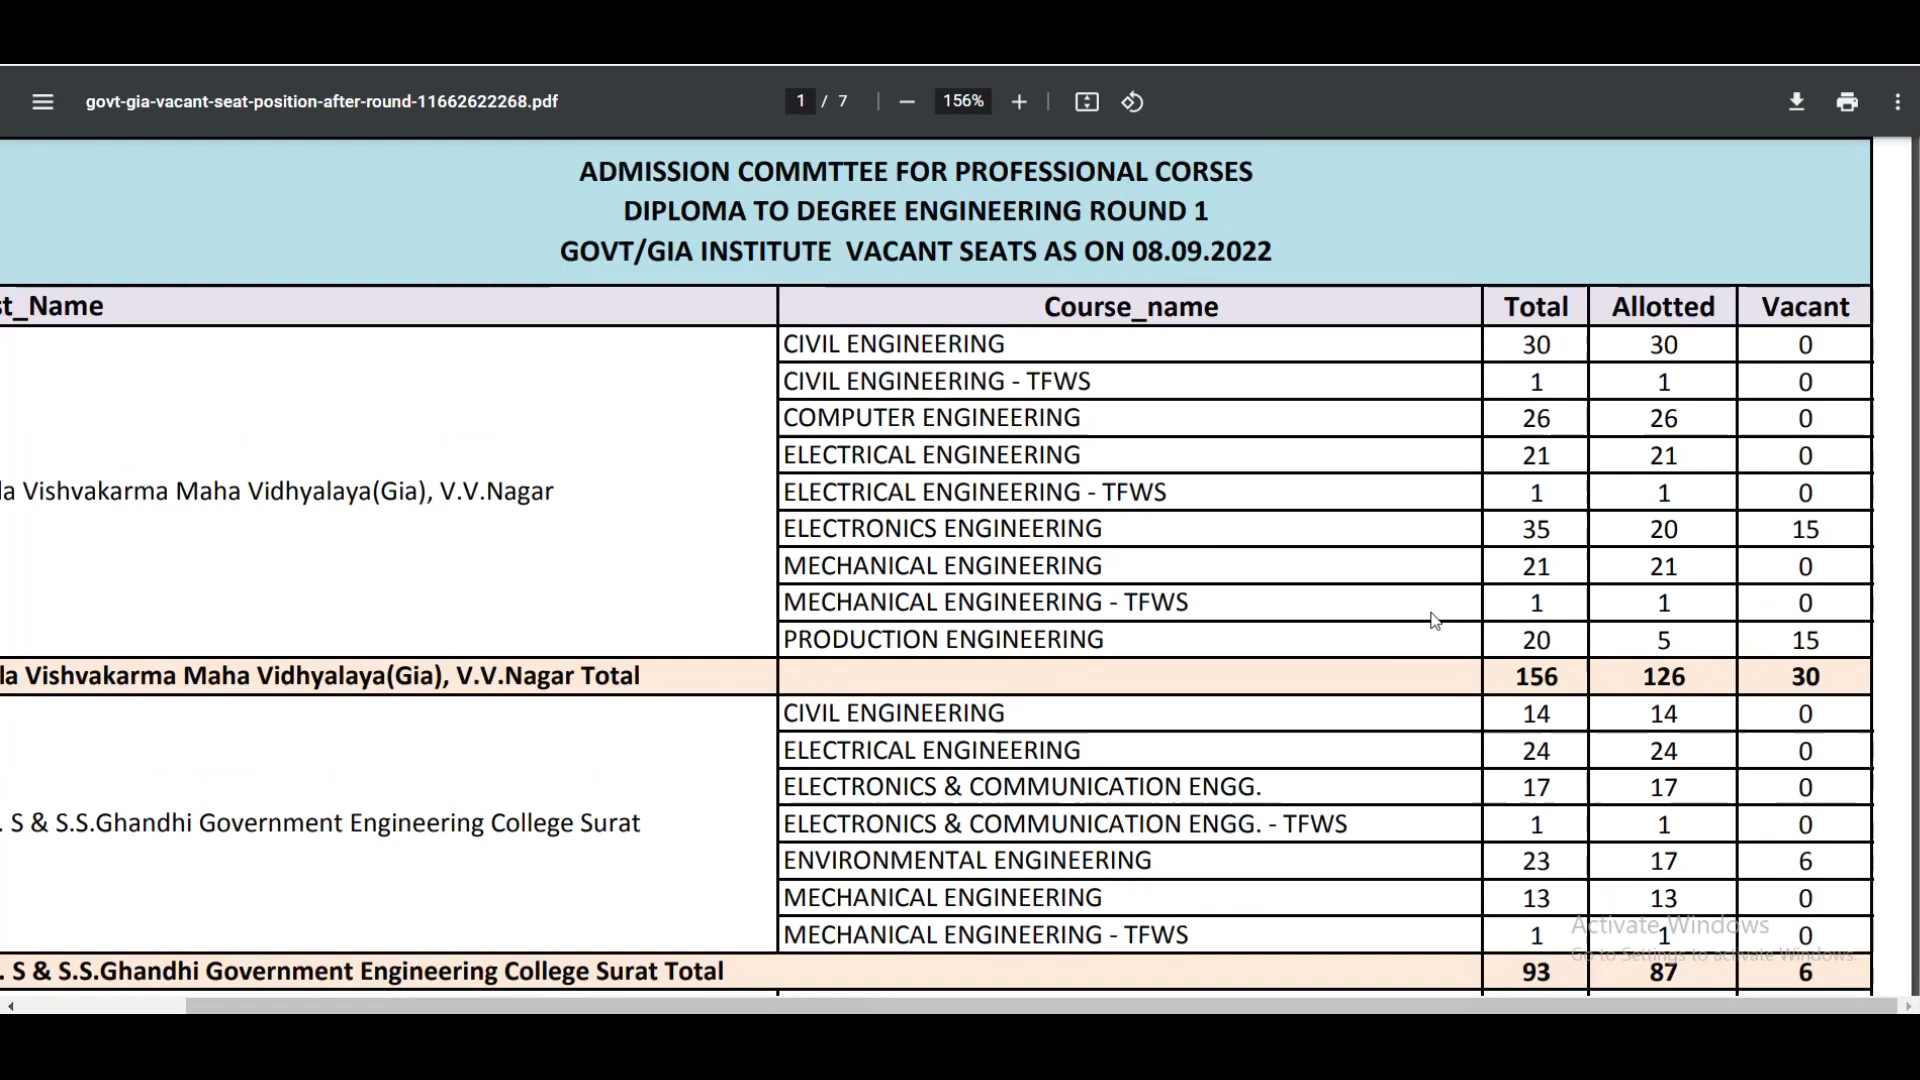 govt-gia-vacant-seat-position-after-round-11662622268.pdf 1 / 7 156%
ADMISSION COMMTTEE FOR PROFESSIONAL CORSES
DIPLOMA TO DEGREE ENGINEERING ROUND 1
GOVT/GIA INSTITUTE VACANT SEATS AS ON 08.09.2022
st_Name Course_name Total Allotted Vacant
CIVIL ENGINEERING 30 30 0
CIVIL ENGINEERING - TFWS 1 1 0
COMPUTER ENGINEERING 26 26 0
ELECTRICAL ENGINEERING 21 21 0
la Vishvakarma Maha Vidhyalaya(Gia), V.V.Nagar ELECTRICAL ENGINEERING - TFWS 1 1 0
ELECTRONICS ENGINEERING 35 20 15
MECHANICAL ENGINEERING 21 21 0
MECHANICAL ENGINEERING - TFWS 1 1 0
PRODUCTION ENGINEERING 20 5 15
la Vishvakarma Maha Vidhyalaya(Gia), V.V.Nagar Total 156 126 30
CIVIL ENGINEERING 14 14 0
ELECTRICAL ENGINEERING 24 24 0
ELECTRONICS & COMMUNICATION ENGG. 17 17 0
. S & S.S.Ghandhi Government Engineering College Surat ELECTRONICS & COMMUNICATION ENGG. - TFWS 1 1 0
ENVIRONMENTAL ENGINEERING 23 17 6
MECHANICAL ENGINEERING 13 13 0
MECHANICAL ENGINEERING - TFWS 1 1 0
. S & S.S.Ghandhi Government Engineering College Surat Total 93 87 6
Activate Windows
Go to Settings to activate Windows.